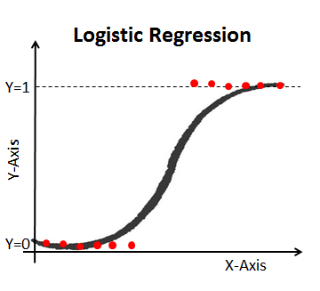 Logistic Regression
Y=1
Y-Axis
Y=0
X-Axis